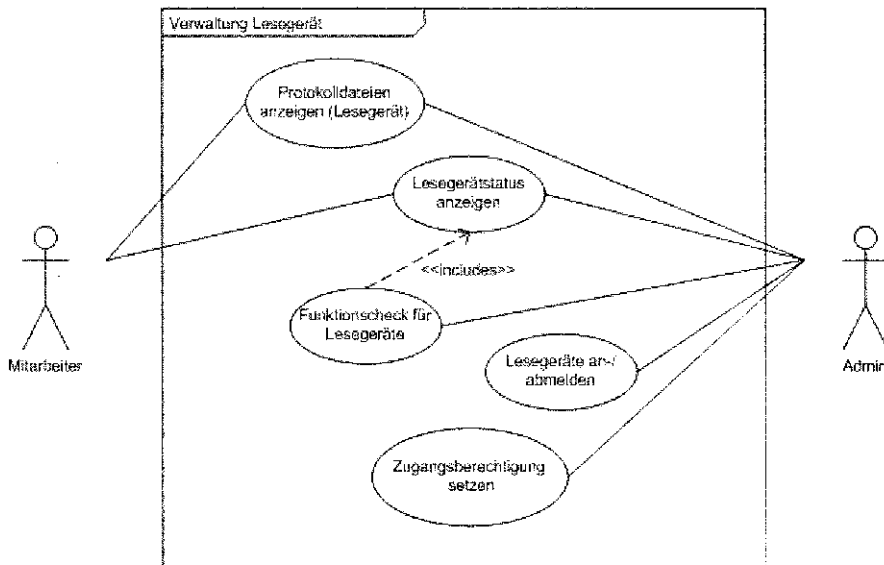 Verwaltung Lesegerät
Protokolldateien
anzeigen (Lesegerät)
Lesegerätstatus
anzeigen
<<includes>>
Funktionscheck für
Lesegeräte
Lesegeräte an-/
abmelden
Mitarbeiter
Admin
Zugangsberechtigung
setzen